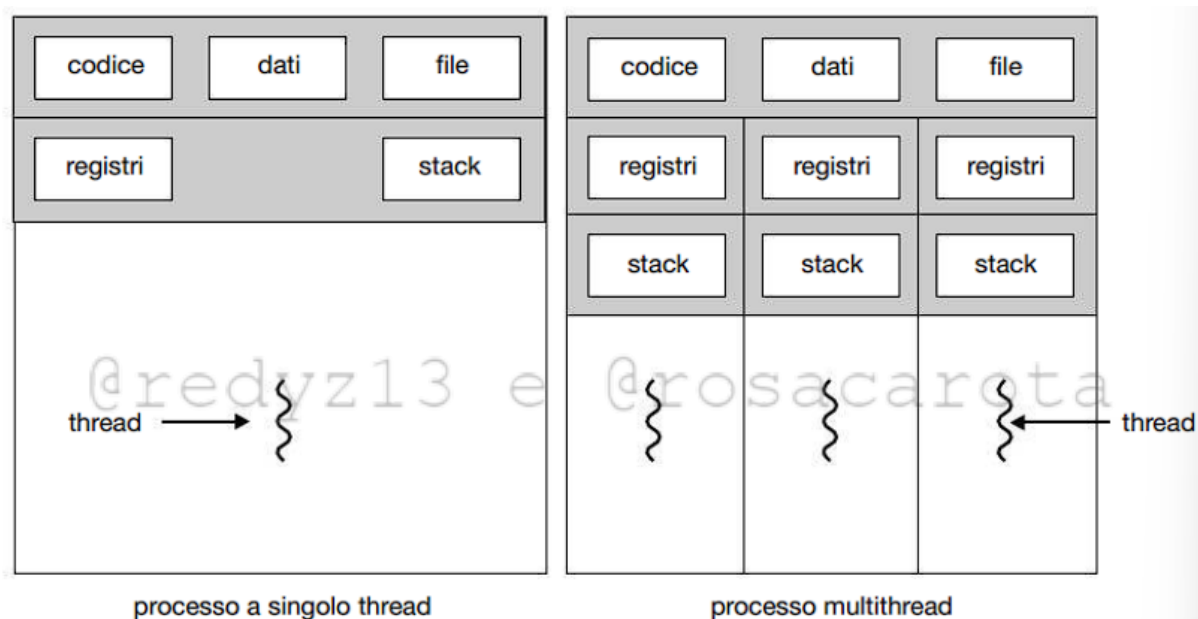 codice dati file
registri stack
thread
processo a singolo thread
codice dati file
registri registri registri
stack stack stack
thread
processo multithread
@redyz13 e @rosacarota